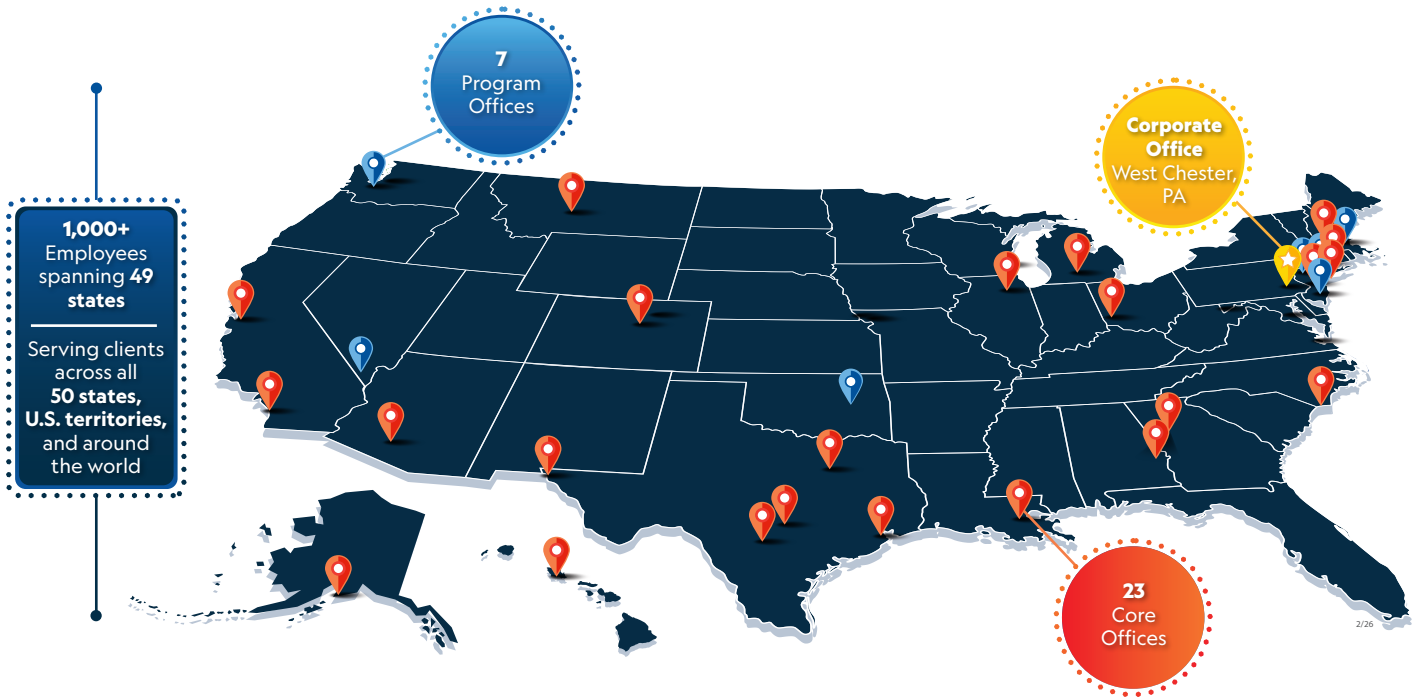 7
Program
Offices
Corporate
Office
West Chester,
PA
1,000+
Employees
spanning 49
states
Serving clients
across all
50 states,
U.S. territories,
and around
the world
23
Core
Offices
2/26